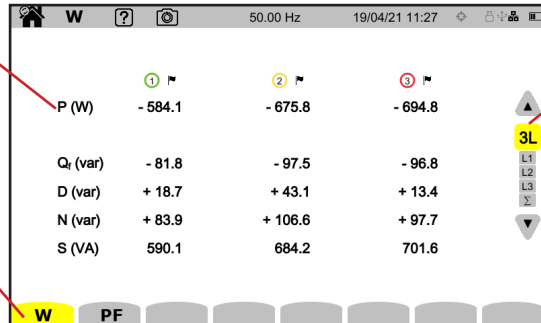 W ? 50.00 Hz 19/04/21 11:27
1 2 3
P (W) - 584.1 - 675.8 - 694.8
3L
L1
L2
L3
Σ
Qf (var) - 81.8 - 97.5 - 96.8
D (var) + 18.7 + 43.1 + 13.4
N (var) + 83.9 + 106.6 + 97.7
S (VA) 590.1 684.2 701.6
W PF